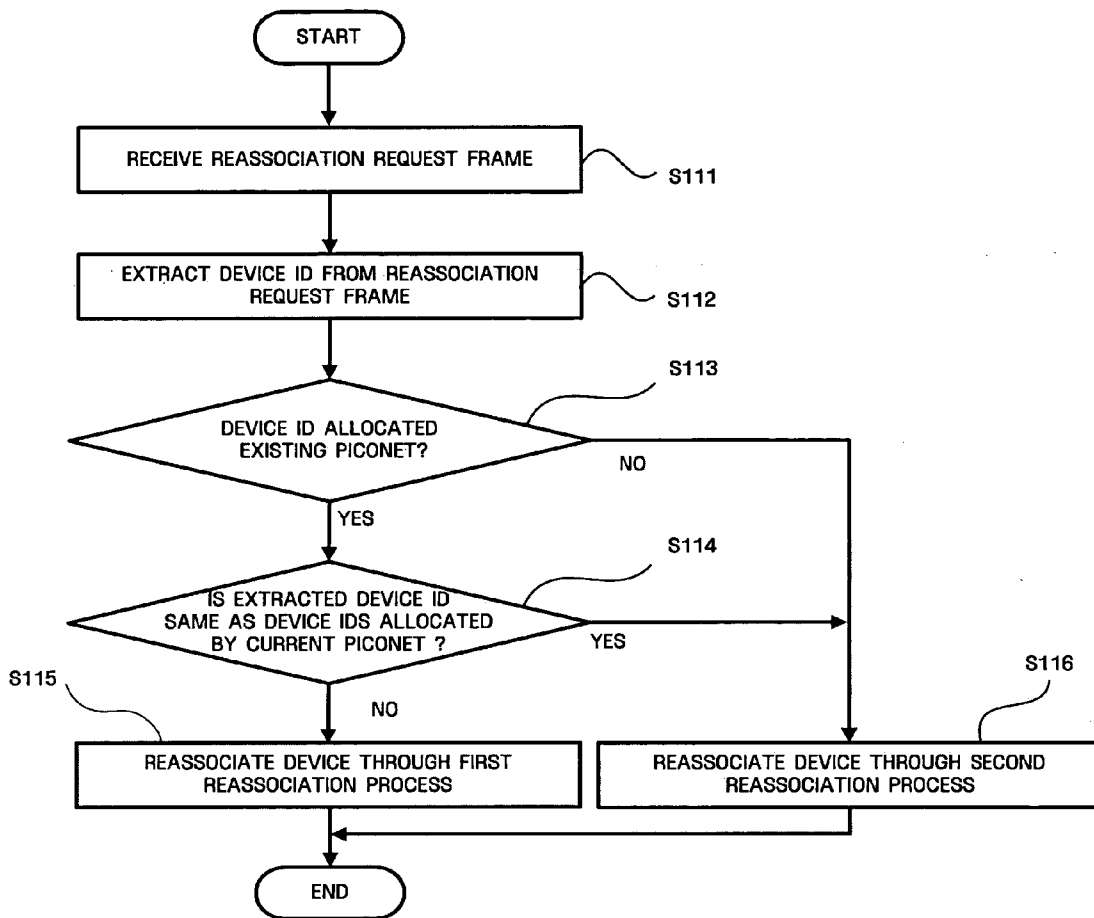 START
RECEIVE REASSOCIATION REQUEST FRAME
S111
EXTRACT DEVICE ID FROM REASSOCIATION
REQUEST FRAME
S112
S113
DEVICE ID ALLOCATED
EXISTING PICONET?
NO
YES
S114
IS EXTRACTED DEVICE ID
SAME AS DEVICE IDS ALLOCATED
BY CURRENT PICONET ?
YES
S115
NO
S116
REASSOCIATE DEVICE THROUGH FIRST
REASSOCIATION PROCESS
REASSOCIATE DEVICE THROUGH SECOND
REASSOCIATION PROCESS
END